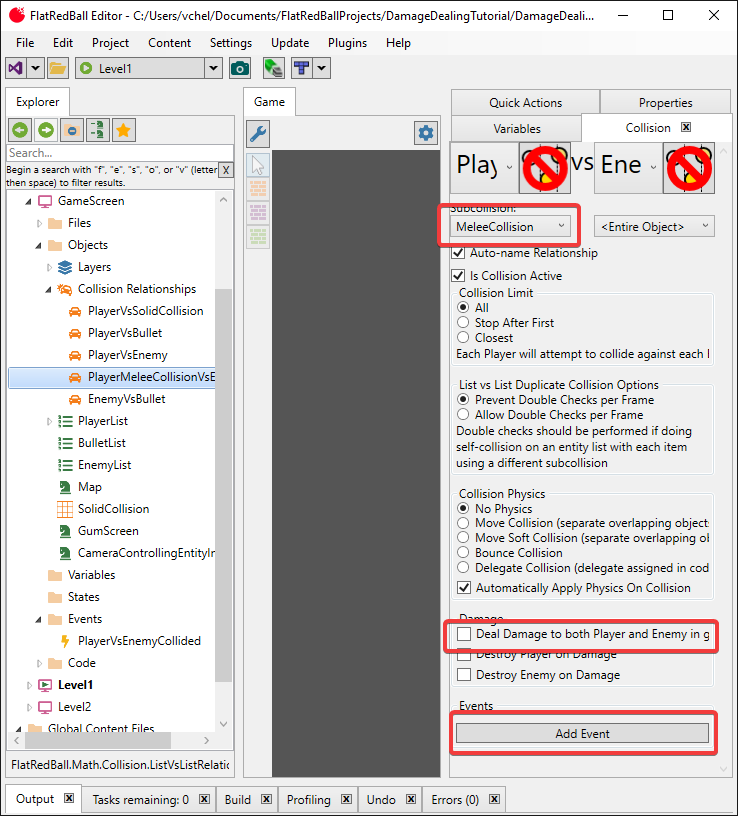 FlatRedBall Editor - C:/Users/vchel/Documents/FlatRedBallProjects/DamageDealingTutorial/DamageDeali...
File Edit Project Content Settings Update Plugins Help
Level1
Explorer
Game
Quick Actions
Properties
Variables
Collision
Search...
Begin a search with "f", "e", "s", "o", or "v" (letter
then space) to filter results.
X
GameScreen
Files
Objects
Layers
Collision Relationships
PlayerVsSolidCollision
PlayerVsBullet
PlayerVsEnemy
PlayerMeleeCollisionVsE
EnemyVsBullet
PlayerList
BulletList
EnemyList
Map
SolidCollision
GumScreen
CameraControllingEntityIn
Variables
States
Events
PlayerVsEnemyCollided
Code
Level1
Level2
Global Content Files
FlatRedBall.Math.Collision.ListVsListRelatio
Play
vs
Ene
Subcollision:
MeleeCollision
<Entire Object>
Auto-name Relationship
Is Collision Active
Collision Limit
All
Stop After First
Closest
Each Player will attempt to collide against each
List vs List Duplicate Collision Options
Prevent Double Checks per Frame
Allow Double Checks per Frame
Double checks should be performed if doing
self-collision on an entity list with each item
using a different subcollision
Collision Physics
No Physics
Move Collision (separate overlapping objects
Move Soft Collision (separate overlapping ob
Bounce Collision
Delegate Collision (delegate assigned in cod
Automatically Apply Physics On Collision
Damage
Deal Damage to both Player and Enemy in g
Destroy Player on Damage
Destroy Enemy on Damage
Events
Add Event
Output
Tasks remaining: 0
Build
Profiling
Undo
Errors (0)